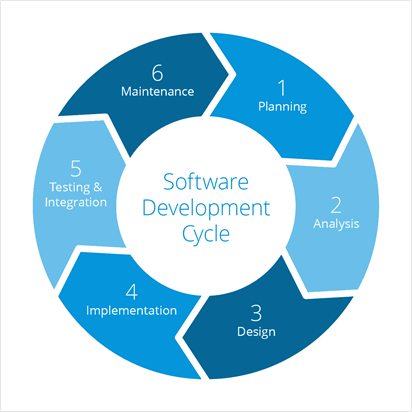 Software
Development
Cycle
1
Planning
2
Analysis
3
Design
4
Implementation
5
Testing &
Integration
6
Maintenance